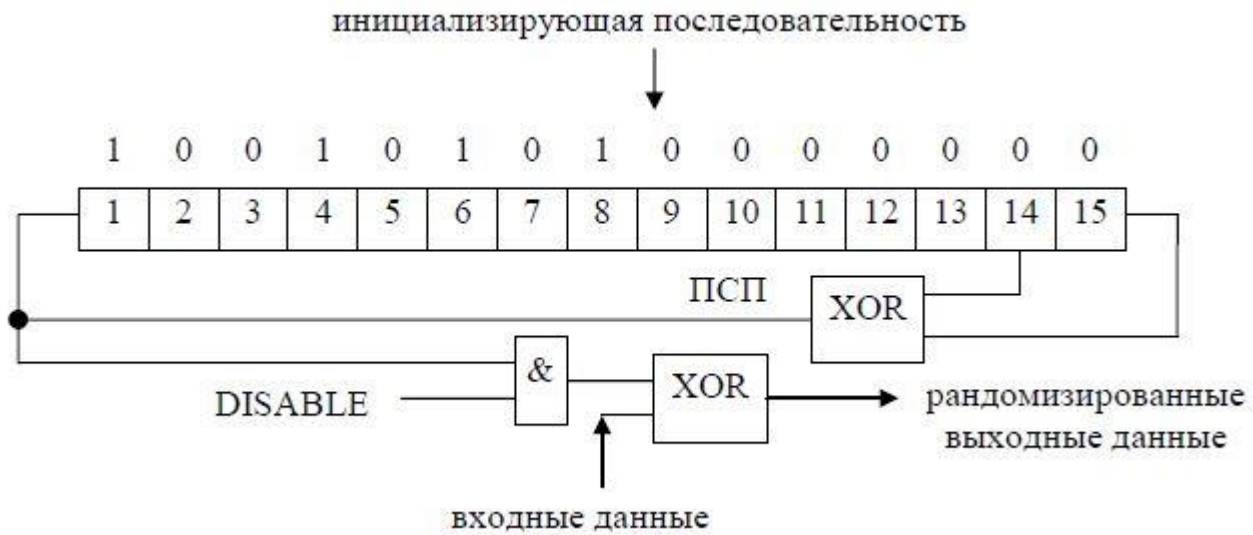 инициализирующая последовательность
1 0 0 1 0 1 0 1 0 0 0 0 0 0 0
1 2 3 4 5 6 7 8 9 10 11 12 13 14 15
ПСП
XOR
&
XOR
DISABLE
рандомизированные
выходные данные
входные данные